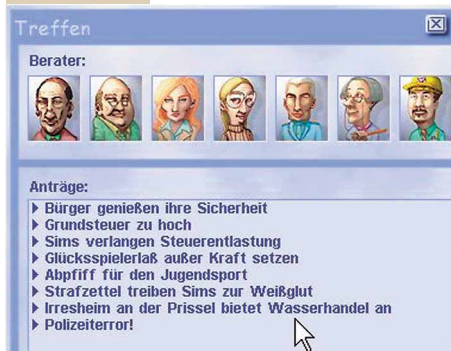 Treffen
Berater:
Anträge:
Bürger genießen ihre Sicherheit
Grundsteuer zu hoch
Sims verlangen Steuerentlastung
Glücksspielerlaß außer Kraft setzen
Abpfiff für den Jugendsport
Strafzettel treiben Sims zur Weißglut
Irresheim an der Prissel bietet Wasserhandel an
Polizeiterror!